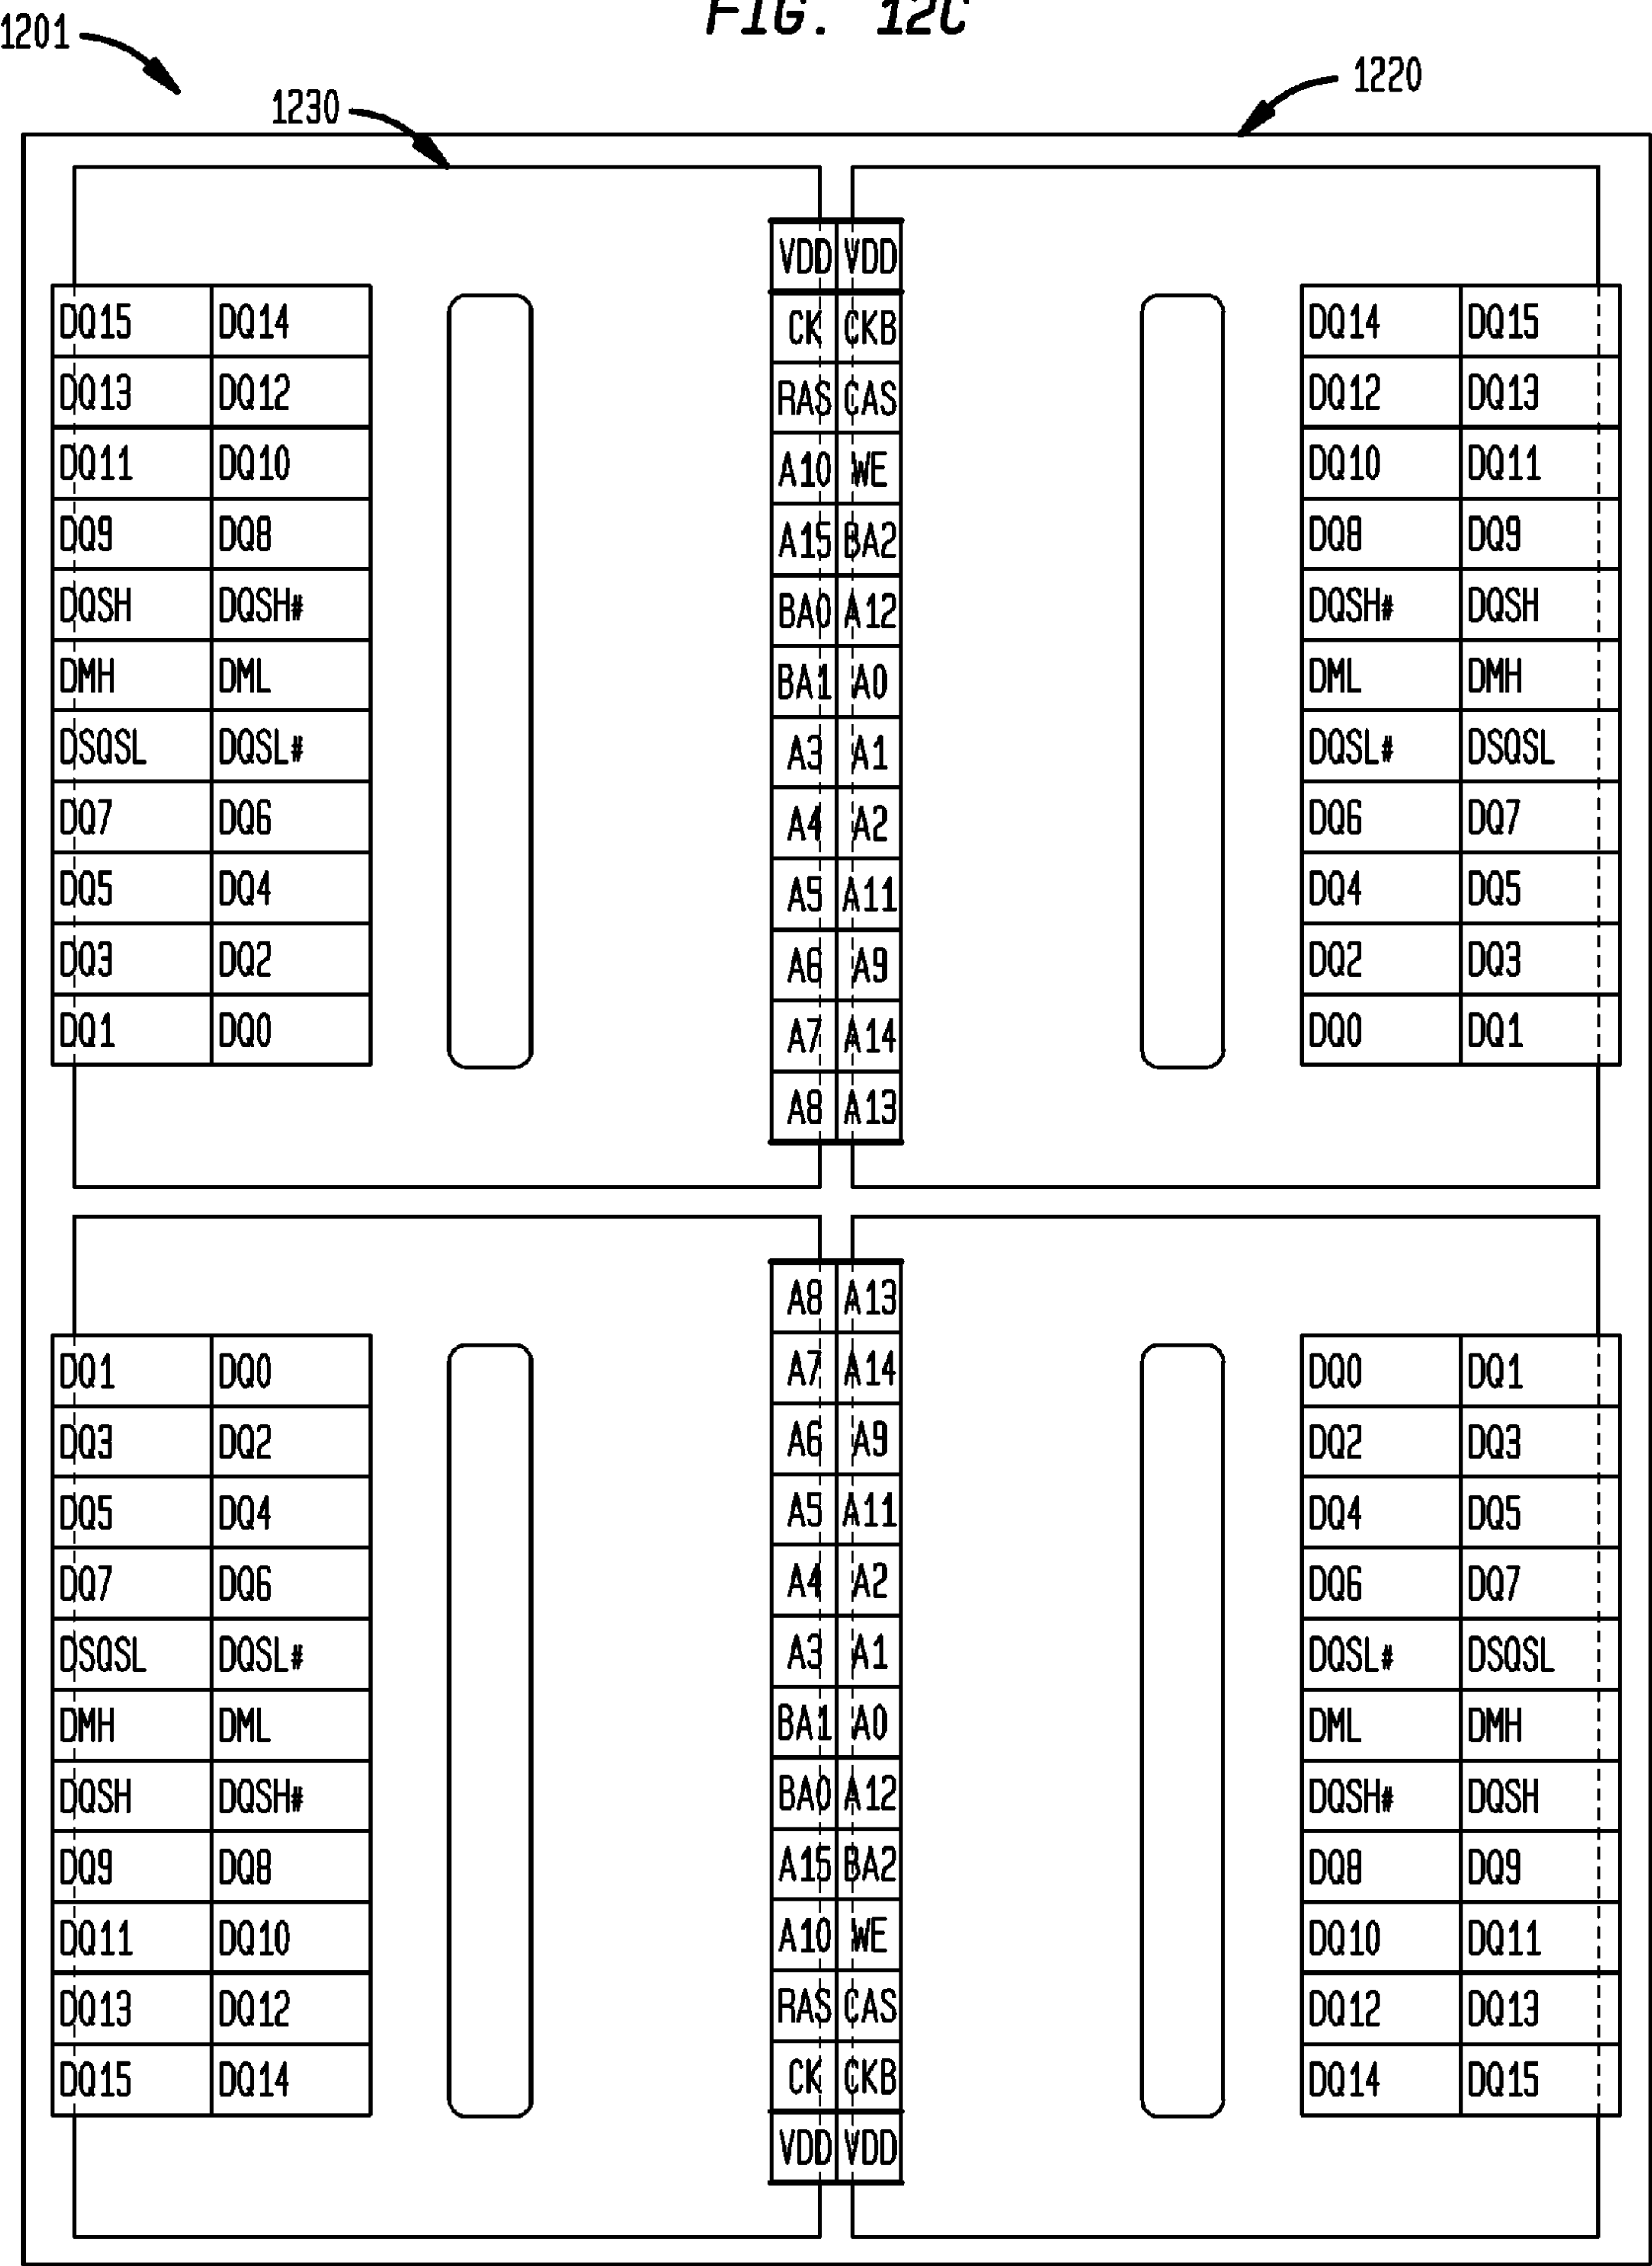 FIG. 12C
1201
1230
1220
VDD VDD
DQ15 DQ14 CK CKB DQ14 DQ15
DQ13 DQ12 RAS CAS DQ12 DQ13
DQ11 DQ10 A10 WE DQ10 DQ11
DQ9 DQ8 A15 BA2 DQ8 DQ9
DQSH DQSH# BA0 A12 DQSH# DQSH
DMH DML BA1 A0 DML DMH
DSQSL DQSL# A3 A1 DQSL# DSQSL
DQ7 DQ6 A4 A2 DQ6 DQ7
DQ5 DQ4 A5 A11 DQ4 DQ5
DQ3 DQ2 A6 A9 DQ2 DQ3
DQ1 DQ0 A7 A14 DQ0 DQ1
A8 A13
A8 A13
DQ1 DQ0 A7 A14 DQ0 DQ1
DQ3 DQ2 A6 A9 DQ2 DQ3
DQ5 DQ4 A5 A11 DQ4 DQ5
DQ7 DQ6 A4 A2 DQ6 DQ7
DSQSL DQSL# A3 A1 DQSL# DSQSL
DMH DML BA1 A0 DML DMH
DQSH DQSH# BA0 A12 DQSH# DQSH
DQ9 DQ8 A15 BA2 DQ8 DQ9
DQ11 DQ10 A10 WE DQ10 DQ11
DQ13 DQ12 RAS CAS DQ12 DQ13
DQ15 DQ14 CK CKB DQ14 DQ15
VDD VDD